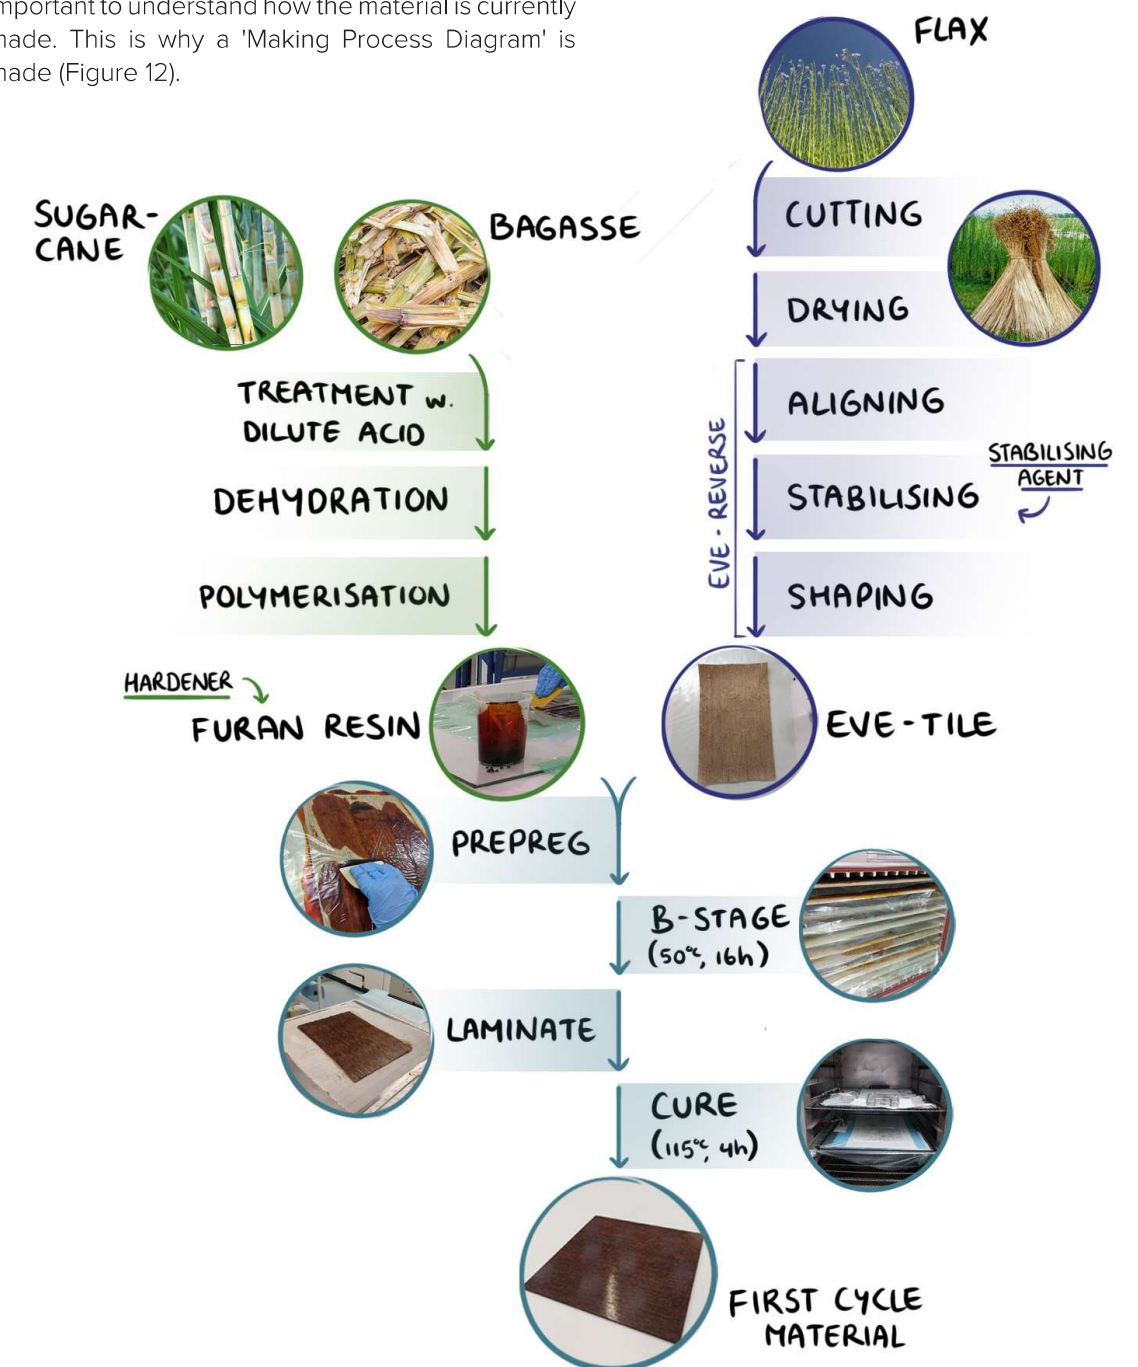 mportant to understand how the material is currently
nade. This is why a 'Making Process Diagram' is
nade (Figure 12).
FLAX
SUGAR-
CANE
BAGASSE
CUTTING
DRYING
ALIGNING
STABILISING
SHAPING
EVE-REVERSE
STABILISING
AGENT
TREATMENT w.
DILUTE ACID
DEHYDRATION
POLYMERISATION
HARDENER
FURAN RESIN
EVE-TILE
PREPREG
B-STAGE
(50°C, 16h)
LAMINATE
CURE
(115°C, 4h)
FIRST CYCLE
MATERIAL